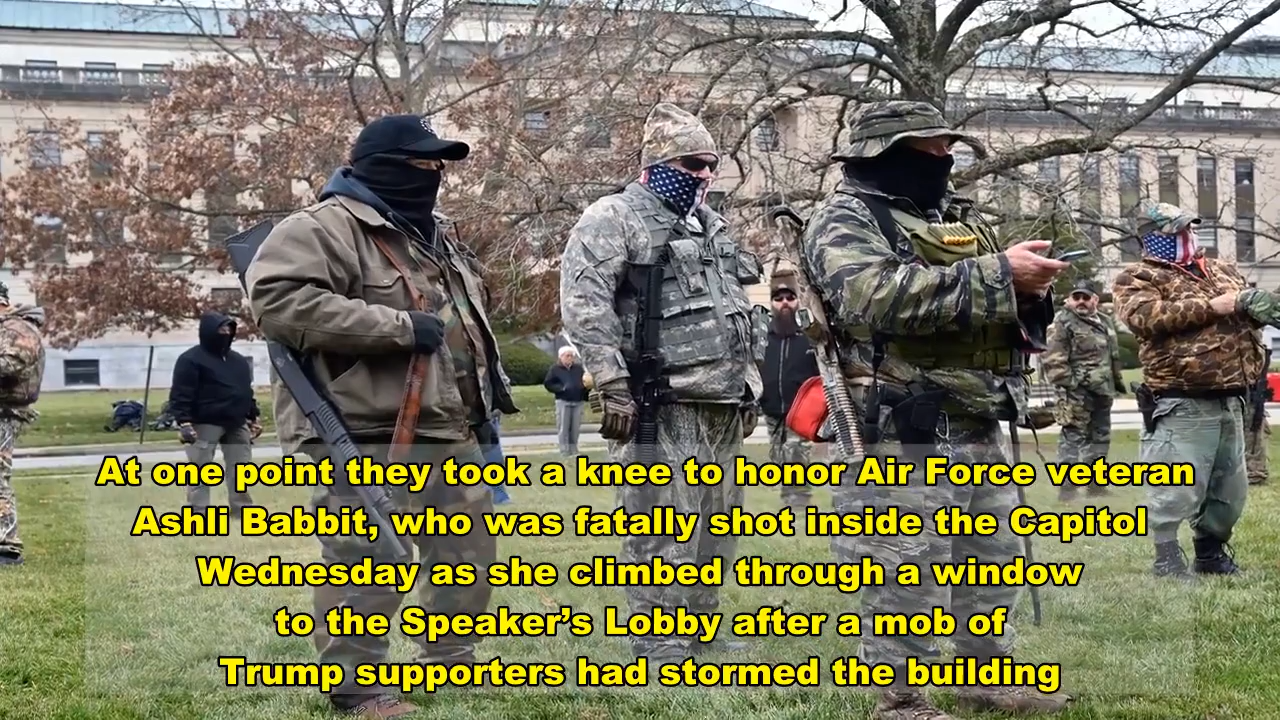 At one point they took a knee to honor Air Force veteran
Ashli Babbit, who was fatally shot inside the Capitol
Wednesday as she climbed through a window
to the Speaker’s Lobby after a mob of
Trump supporters had stormed the building